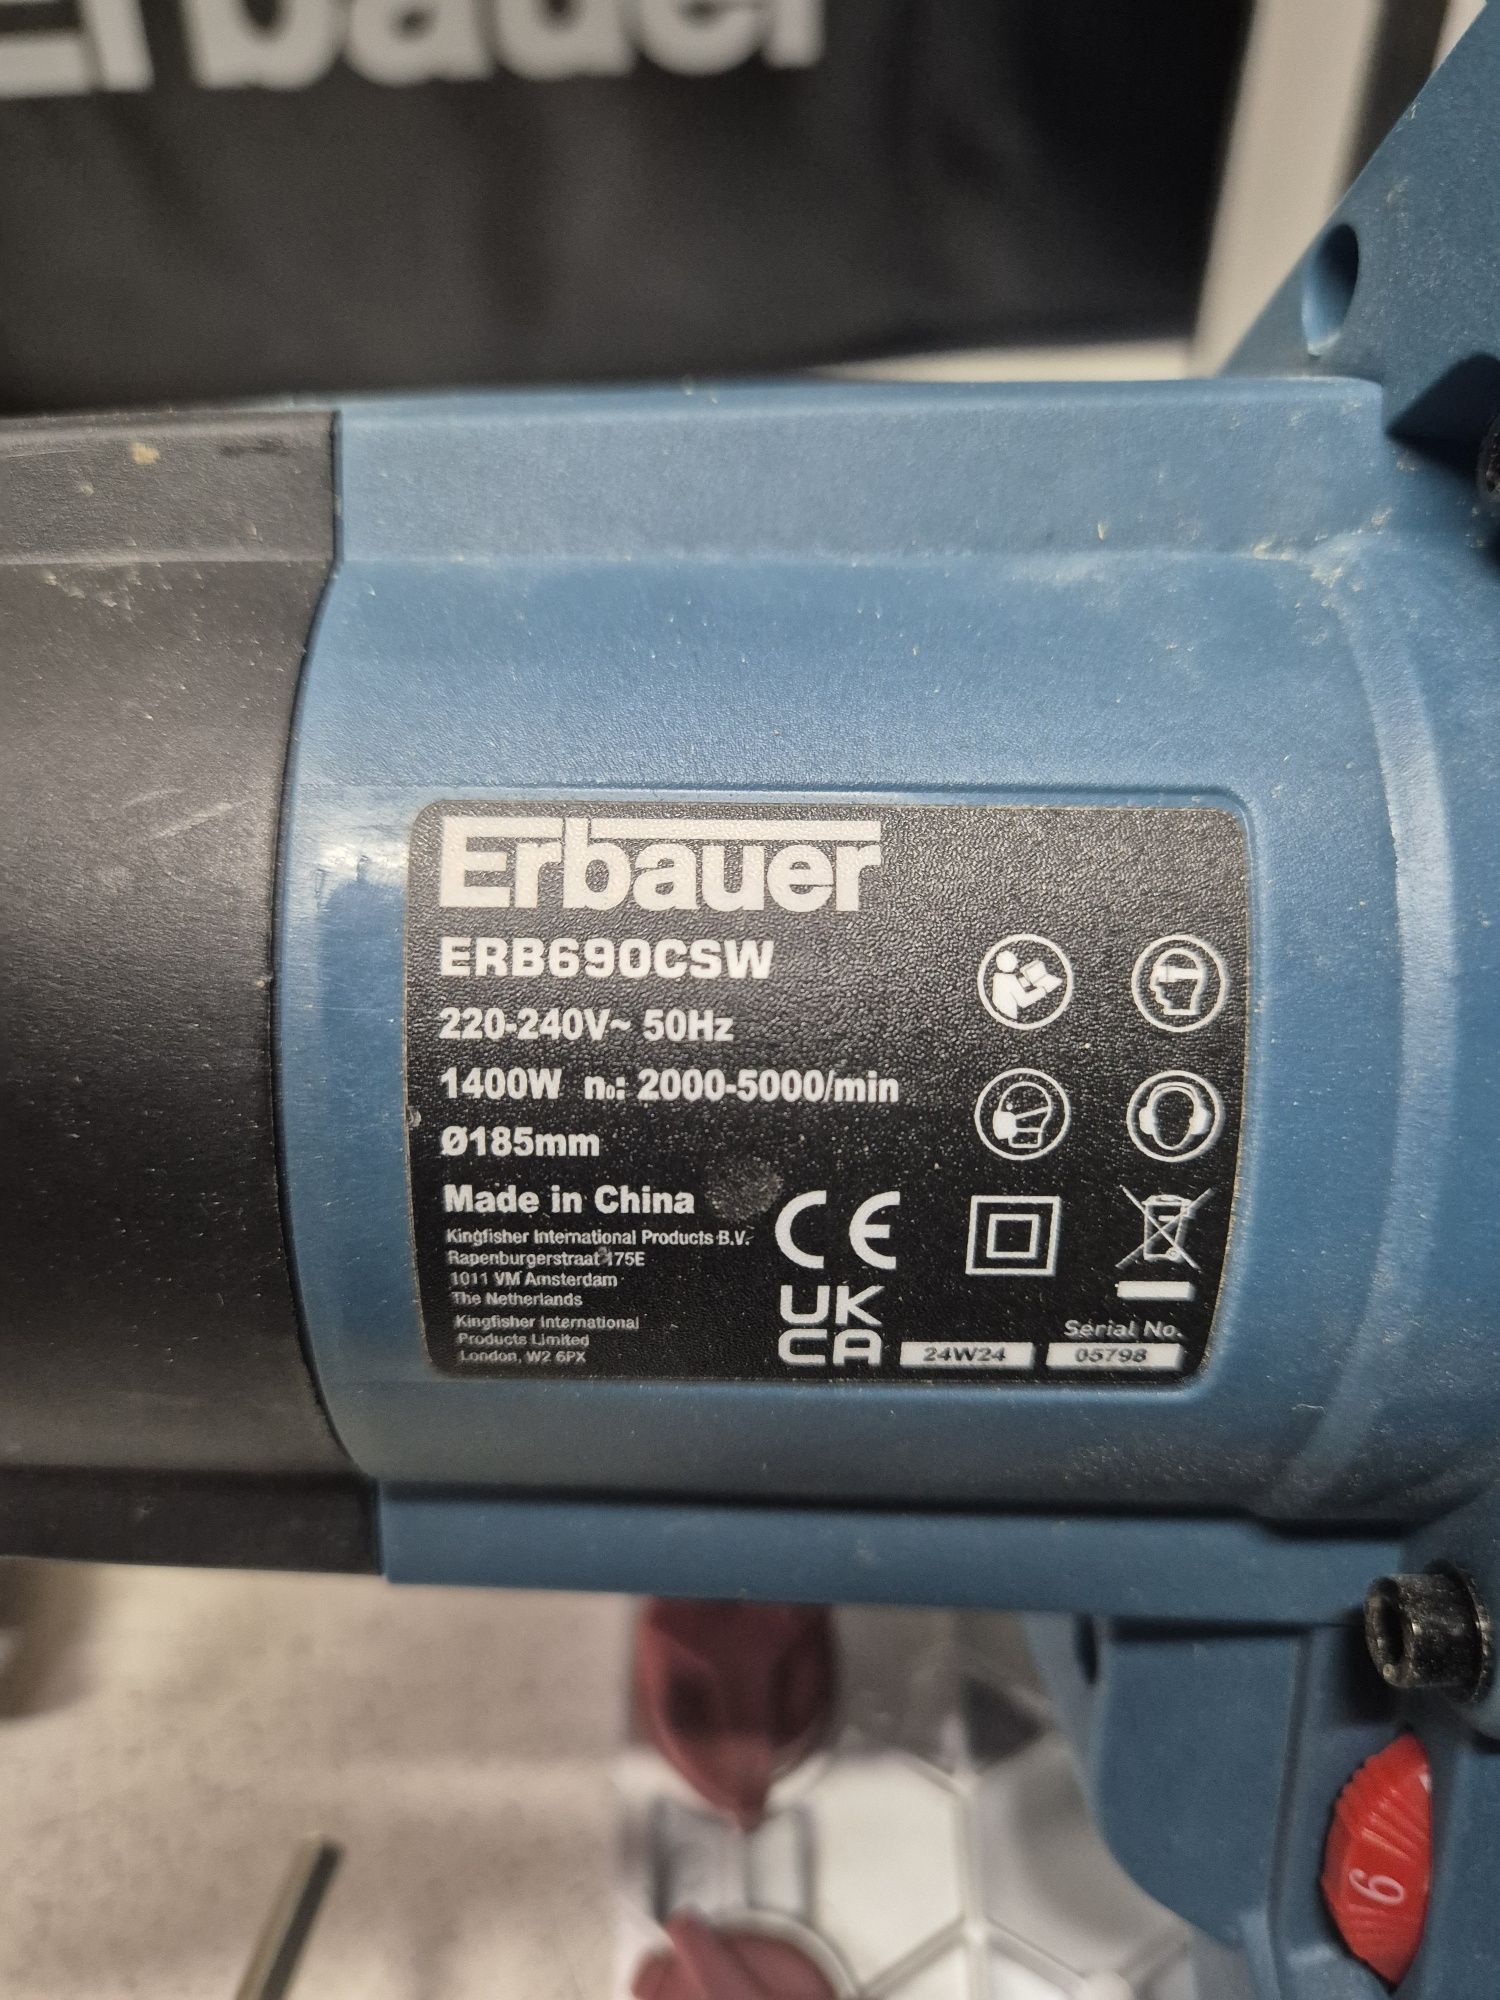 Erbauer
Erbauer
ERB690CSW
220-240V~ 50Hz
1400W n₀: 2000-5000/min
Ø185mm
Made in China
Kingfisher International Products B.V.
Rapenburgerstraat 175E
1011 VM Amsterdam
The Netherlands
Kingfisher International
Products Limited
London, W2 6PX
CE
UK
CA
Serial No.
24W24 05798
6